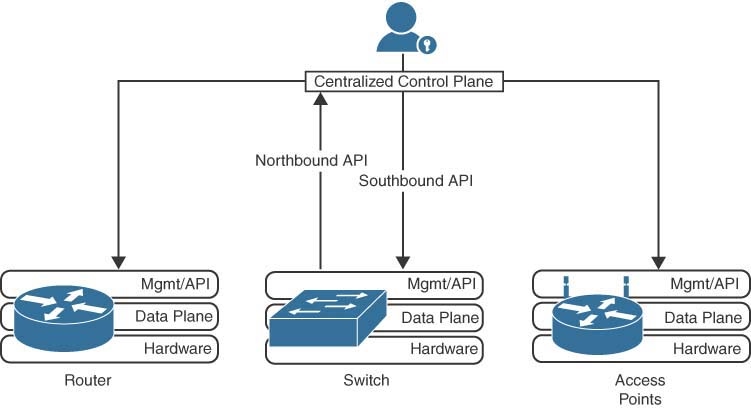 Centralized Control Plane
Northbound API
Southbound API
Mgmt/API
Data Plane
Hardware
Router
Mgmt/API
Data Plane
Hardware
Switch
Mgmt/API
Data Plane
Hardware
Access
Points